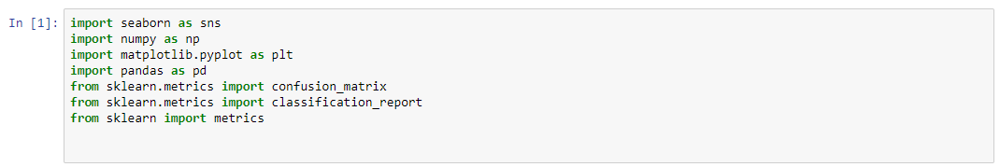 In [1]: import seaborn as sns
import numpy as np
import matplotlib.pyplot as plt
import pandas as pd
from sklearn.metrics import confusion_matrix
from sklearn.metrics import classification_report
from sklearn import metrics